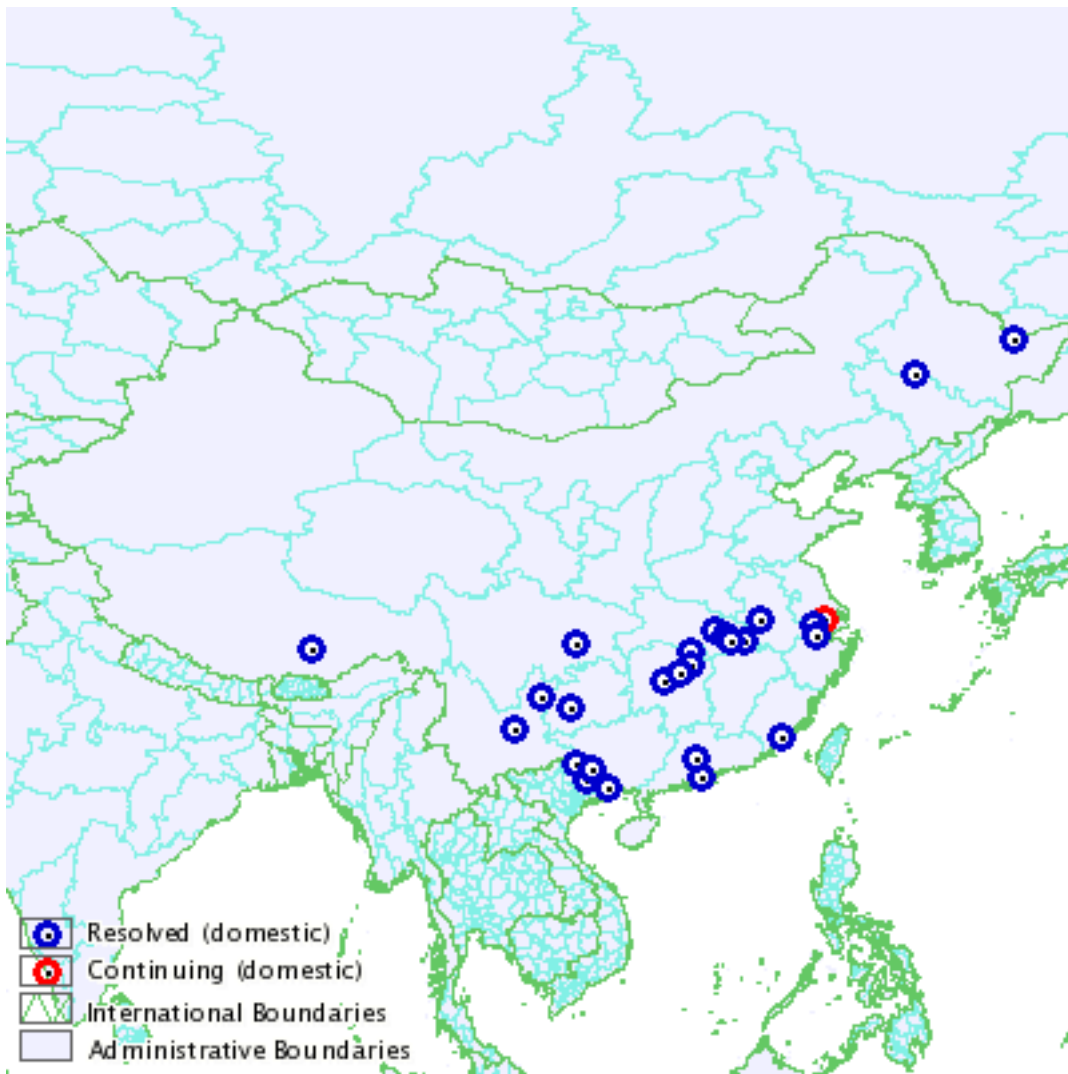 Resolved (domestic)
Continuing (domestic)
International Boundaries
Administrative Boundaries